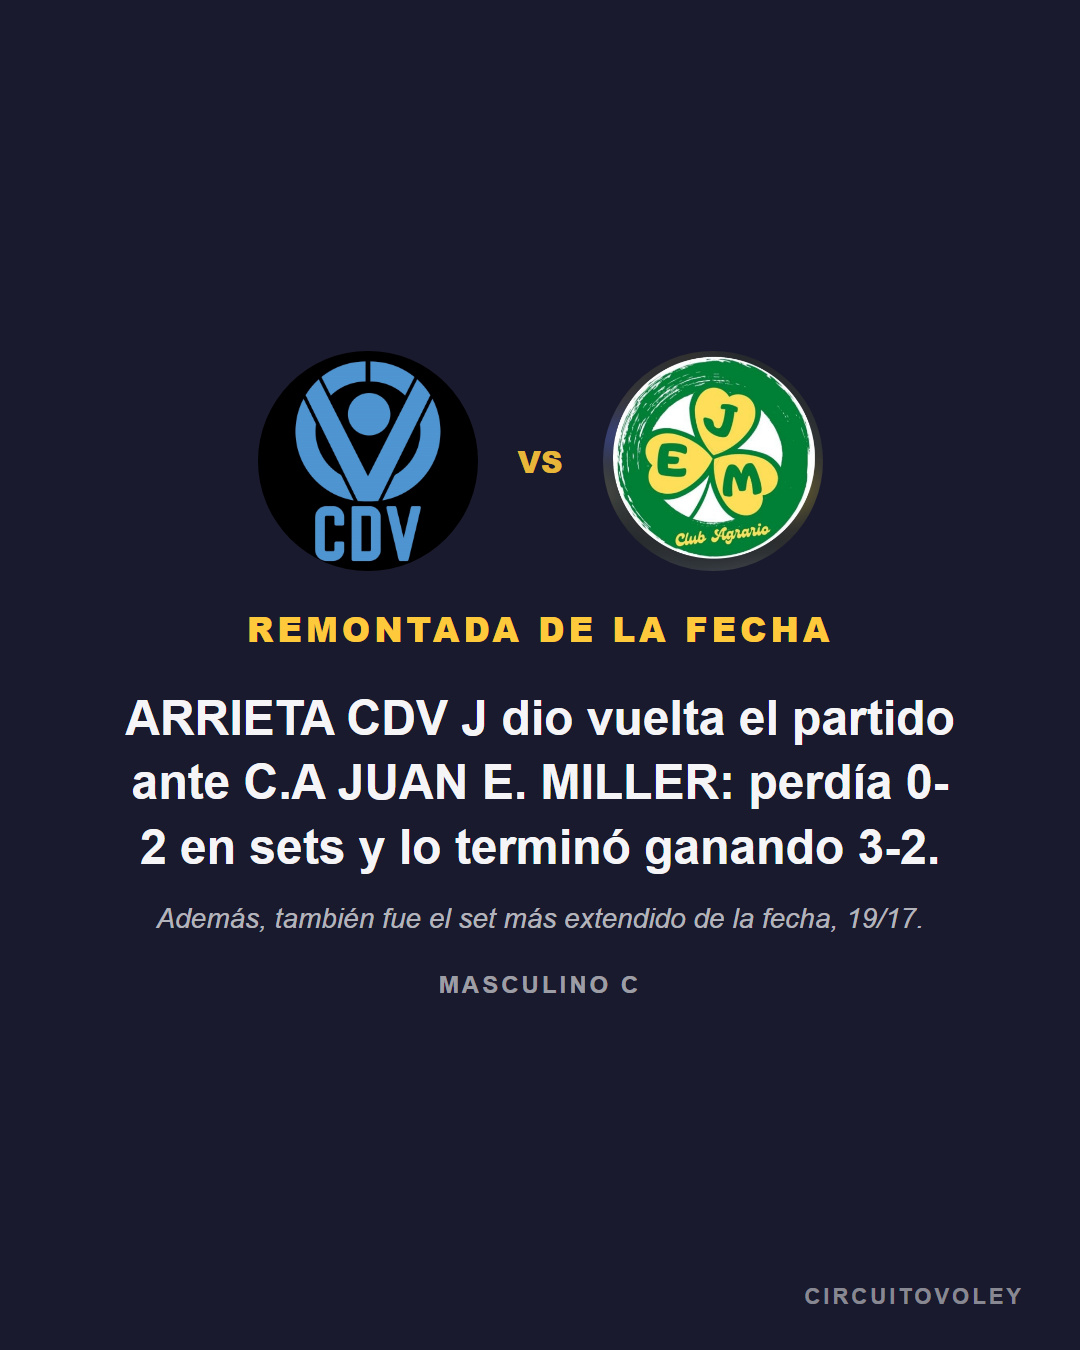 CDV
vs
J
E
M
Club Agrario
REMONTADA DE LA FECHA
ARRIETA CDV J dio vuelta el partido
ante C.A JUAN E. MILLER: perdía 0-
2 en sets y lo terminó ganando 3-2.
Además, también fue el set más extendido de la fecha, 19/17.
MASCULINO C
CIRCUITOVOLEY